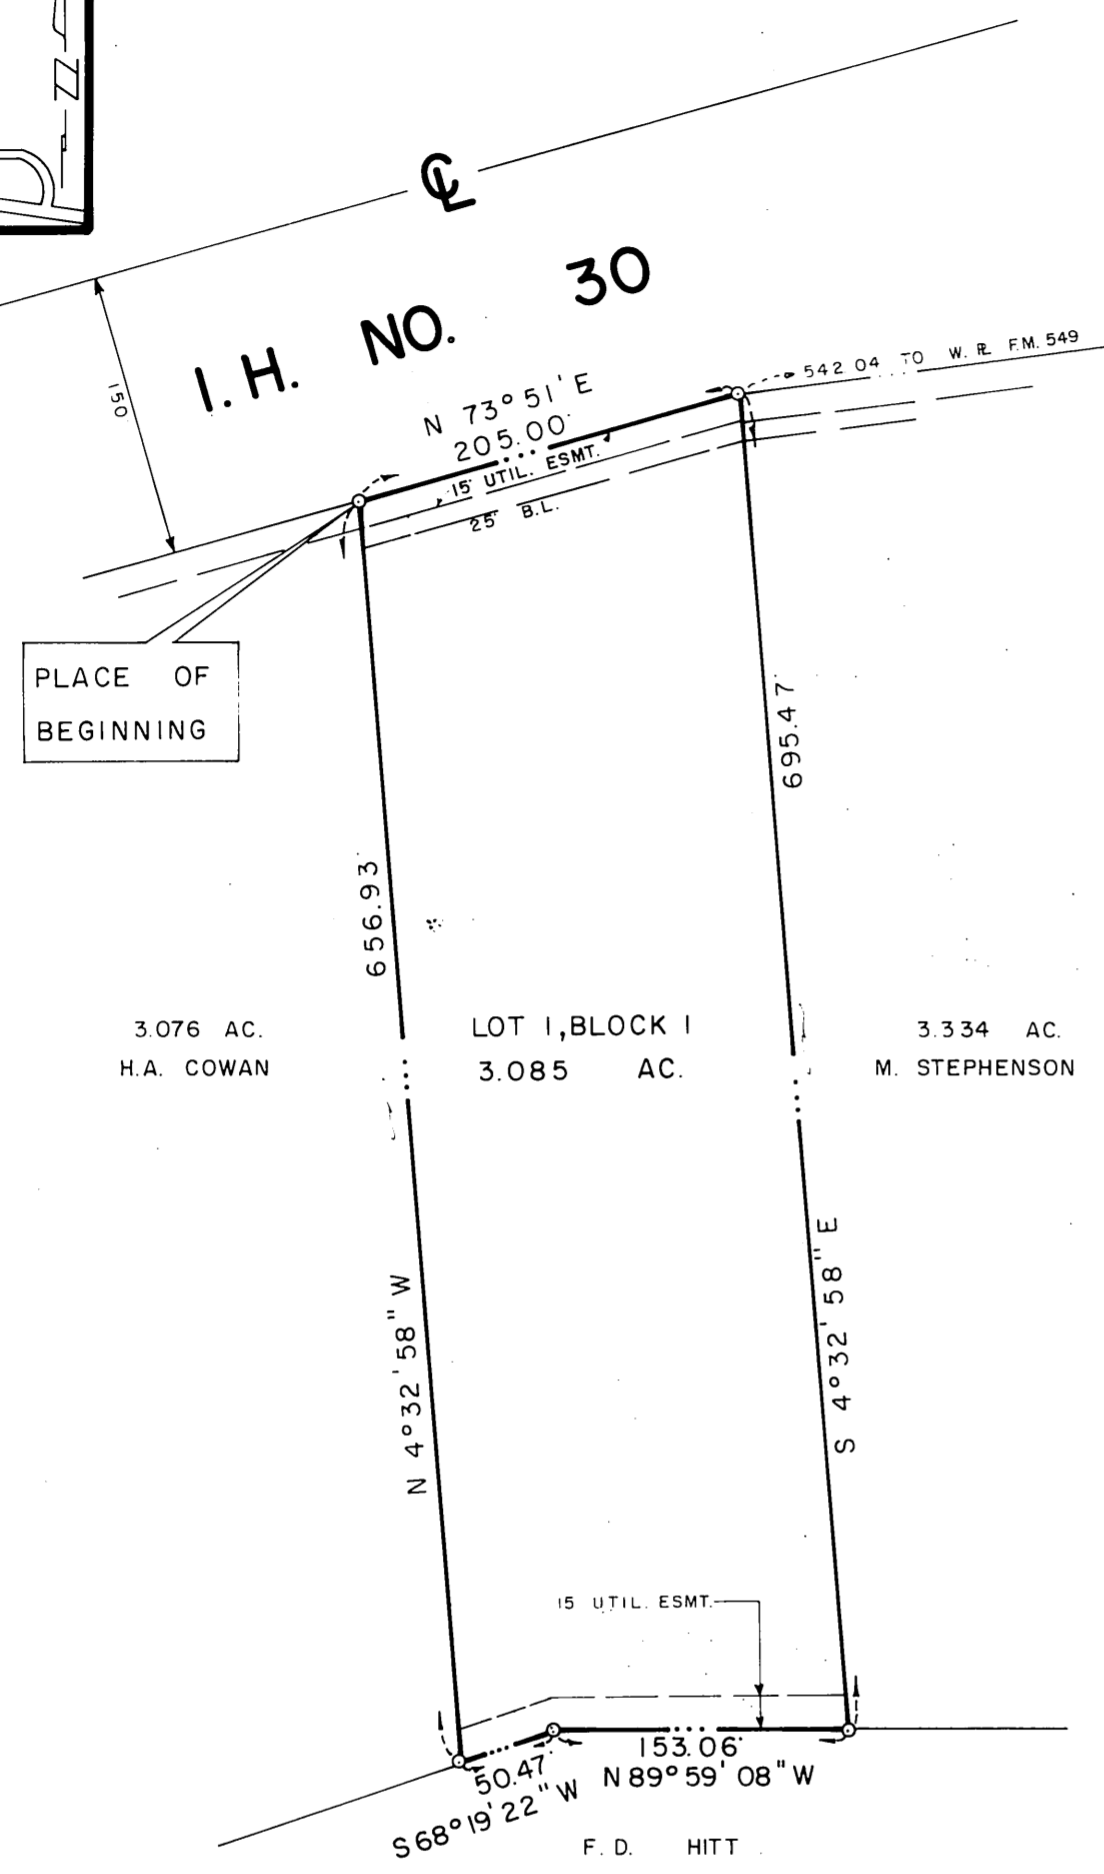 ℄
I. H. NO. 30
150
N 73° 51' E
205.00'
542 04 TO W. ℞ F.M. 549
15' UTIL. ESMT.
25' B.L.
PLACE OF
BEGINNING
656.93'
695.47'
3.076 AC.
H.A. COWAN
LOT 1, BLOCK 1
3.085 AC.
3.334 AC.
M. STEPHENSON
N 4° 32' 58" W
S 4° 32' 58" E
15 UTIL. ESMT.
50.47'
S 68° 19' 22" W
153.06'
N 89° 59' 08" W
F. D. HITT